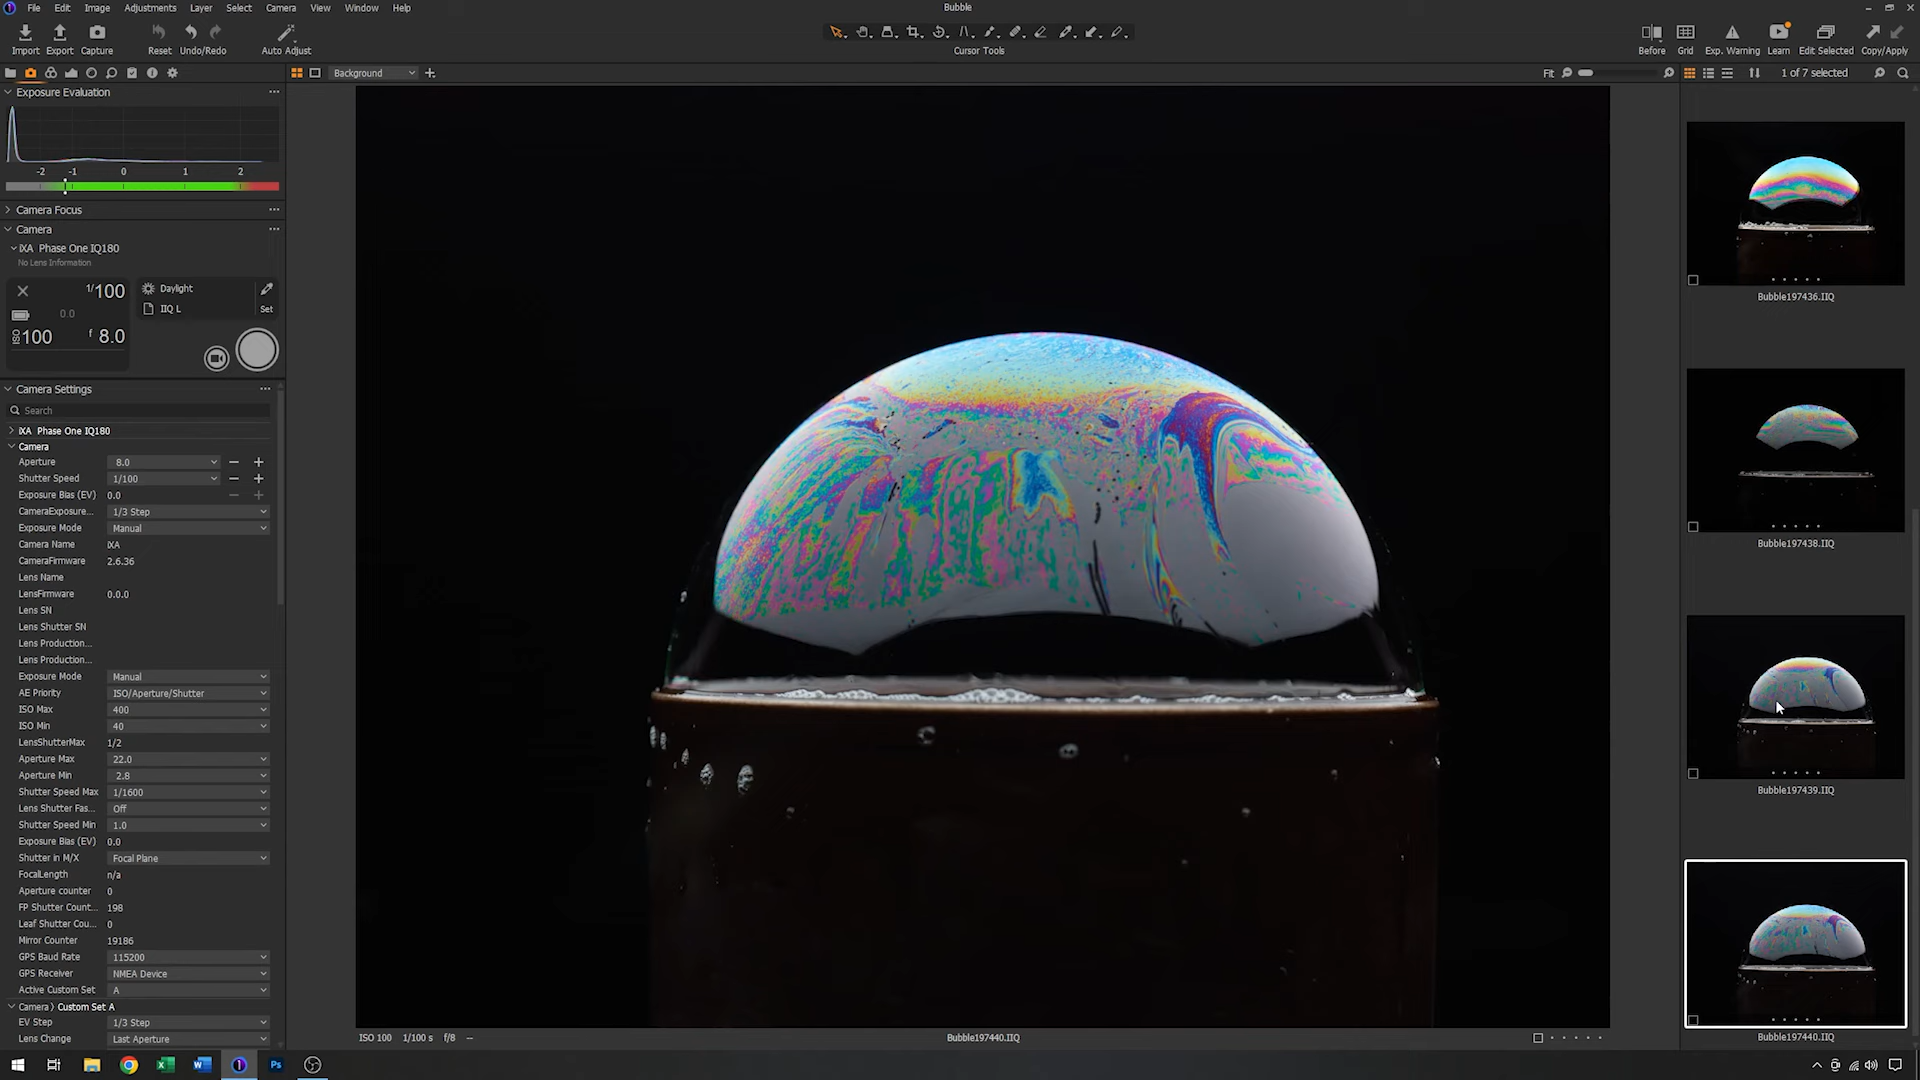 File Edit Image Adjustments Layer Select Camera View Window Help
Bubble
Import Export Capture Reset Undo/Redo Auto Adjust
Cursor Tools
Before Grid Exp. Warning Learn Edit Selected Copy/Apply
Background
Fit
1 of 7 selected
Exposure Evaluation
-2 -1 0 1 2
Camera Focus
Camera
iXA Phase One IQ180
No Lens Information
1/100
Daylight
0.0
IIQ L
Set
ISO 100 f 8.0
Camera Settings
Search
iXA Phase One IQ180
Camera
Aperture 8.0
Shutter Speed 1/100
Exposure Bias (EV) 0.0
CameraExposure... 1/3 Step
Exposure Mode Manual
Camera Name iXA
CameraFirmware 2.6.36
Lens Name
LensFirmware 0.0.0
Lens SN
Lens Shutter SN
Lens Production...
Lens Production...
Exposure Mode Manual
AE Priority ISO/Aperture/Shutter
ISO Max 400
ISO Min 40
LensShutterMax 1/2
Aperture Max 22.0
Aperture Min 2.8
Shutter Speed Max 1/1600
Lens Shutter Fas... Off
Shutter Speed Min 1.0
Exposure Bias (EV) 0.0
Shutter in M/X Focal Plane
FocalLength n/a
Aperture counter 0
FP Shutter Count... 198
Leaf Shutter Cou... 0
Mirror Counter 19186
GPS Baud Rate 115200
GPS Receiver NMEA Device
Active Custom Set A
Camera ) Custom Set A
EV Step 1/3 Step
Lens Change Last Aperture
ISO 100 1/100 s f/8 --
Bubble197440.IIQ
Bubble197436.IIQ
Bubble197438.IIQ
Bubble197439.IIQ
Bubble197440.IIQ
Ps